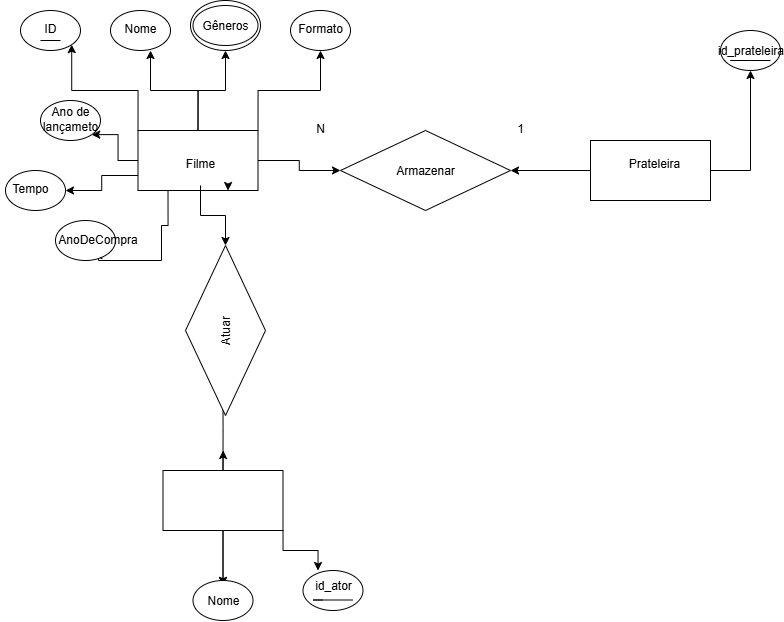 ID
Nome
Gêneros
Formato
id_prateleira
Ano de
lançameto
N
1
Filme
Armazenar
Prateleira
Tempo
AnoDeCompra
Atuar
id_ator
Nome